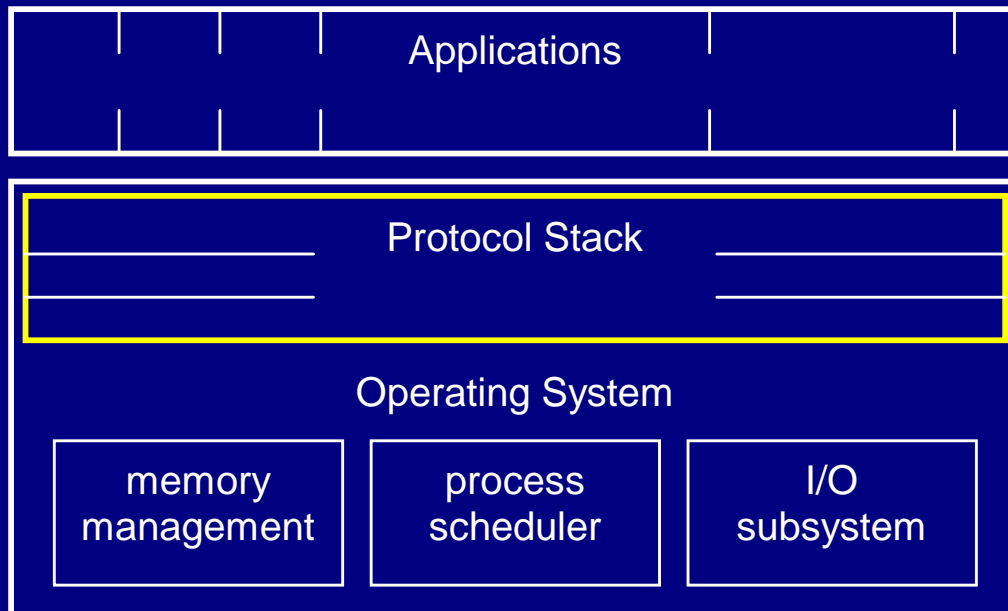 Applications
Protocol Stack
Operating System
memory
management
process
scheduler
I/O
subsystem